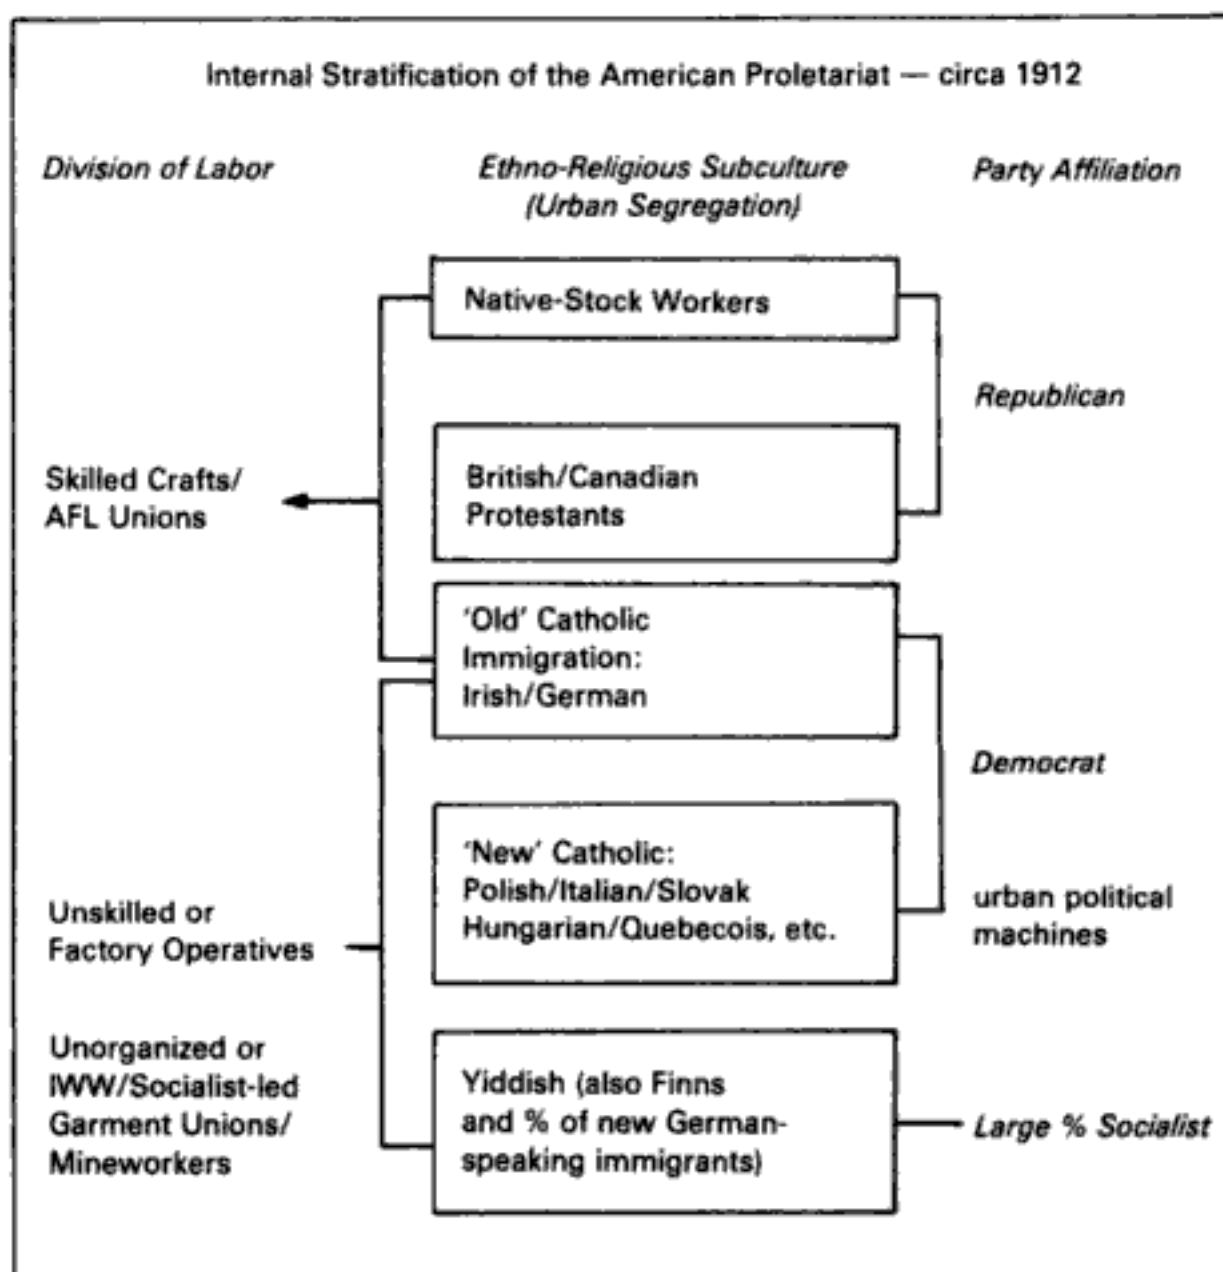 Internal Stratification of the American Proletariat — circa 1912
Division of Labor
Ethno-Religious Subculture
(Urban Segregation)
Party Affiliation
Native-Stock Workers
Republican
Skilled Crafts/
AFL Unions
British/Canadian
Protestants
'Old' Catholic
Immigration:
Irish/German
Democrat
'New' Catholic:
Polish/Italian/Slovak
Hungarian/Quebecois, etc.
urban political
machines
Unskilled or
Factory Operatives
Unorganized or
IWW/Socialist-led
Garment Unions/
Mineworkers
Yiddish (also Finns
and % of new German-
speaking immigrants)
Large % Socialist